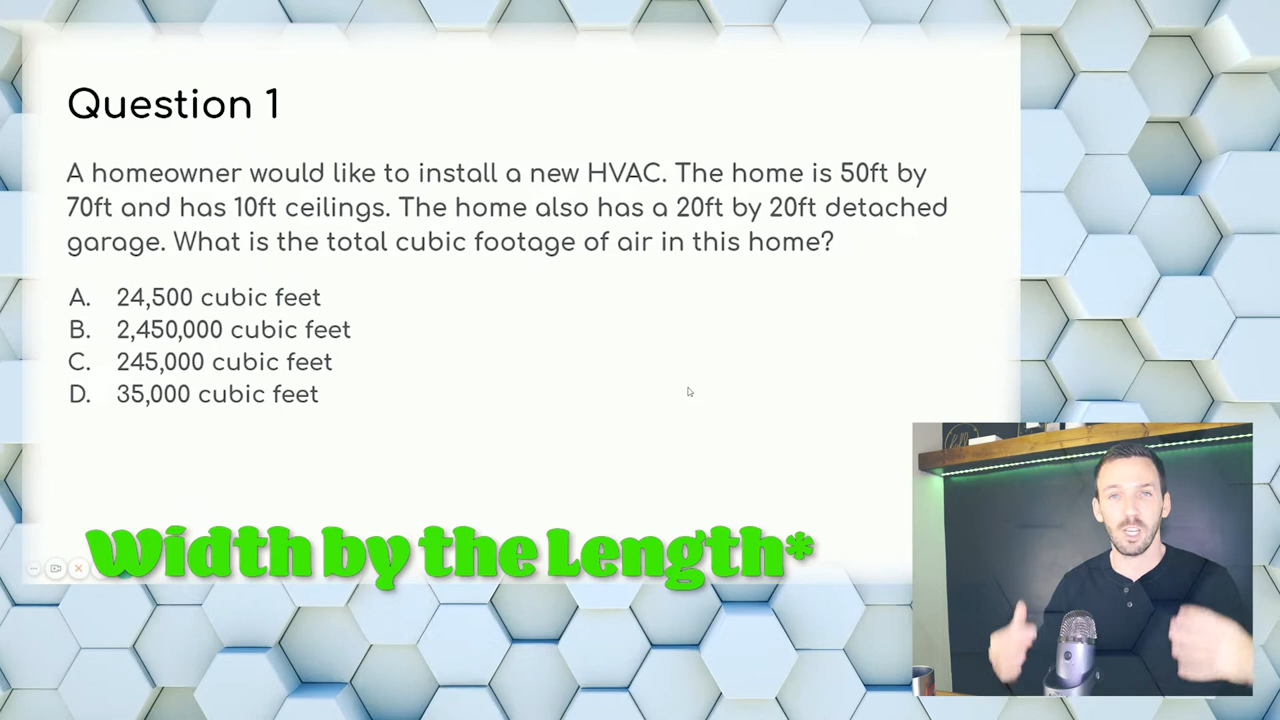 Question 1
A homeowner would like to install a new HVAC. The home is 50ft by
70ft and has 10ft ceilings. The home also has a 20ft by 20ft detached
garage. What is the total cubic footage of air in this home?
A. 24,500 cubic feet
B. 2,450,000 cubic feet
C. 245,000 cubic feet
D. 35,000 cubic feet
Width by the Length*